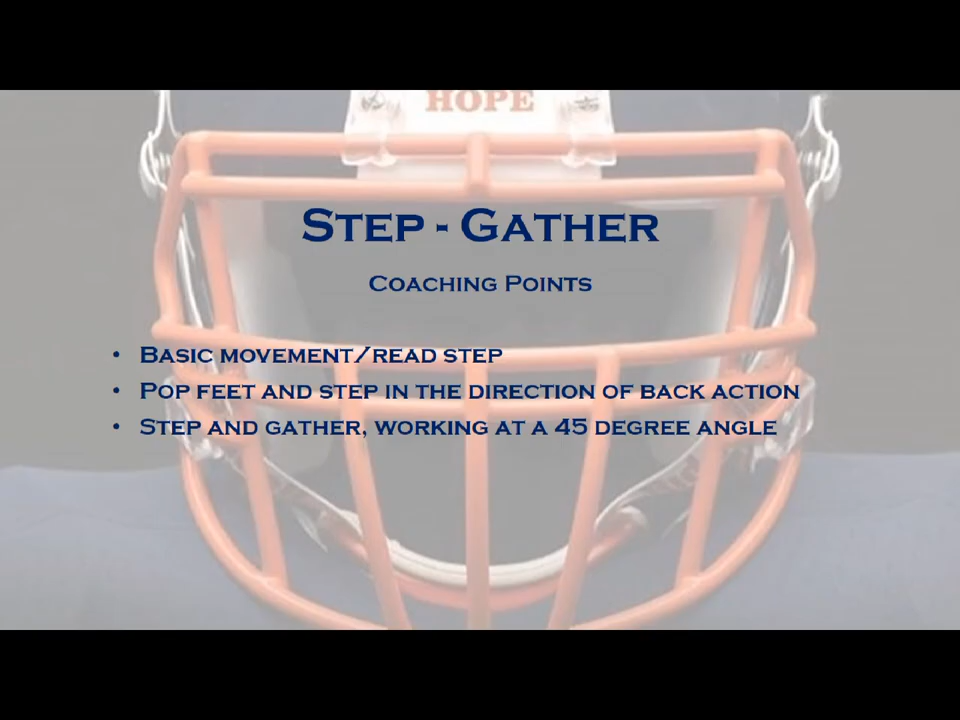 HOPE
Step - Gather
Coaching Points
• Basic movement/read step
• Pop feet and step in the direction of back action
• Step and gather, working at a 45 degree angle